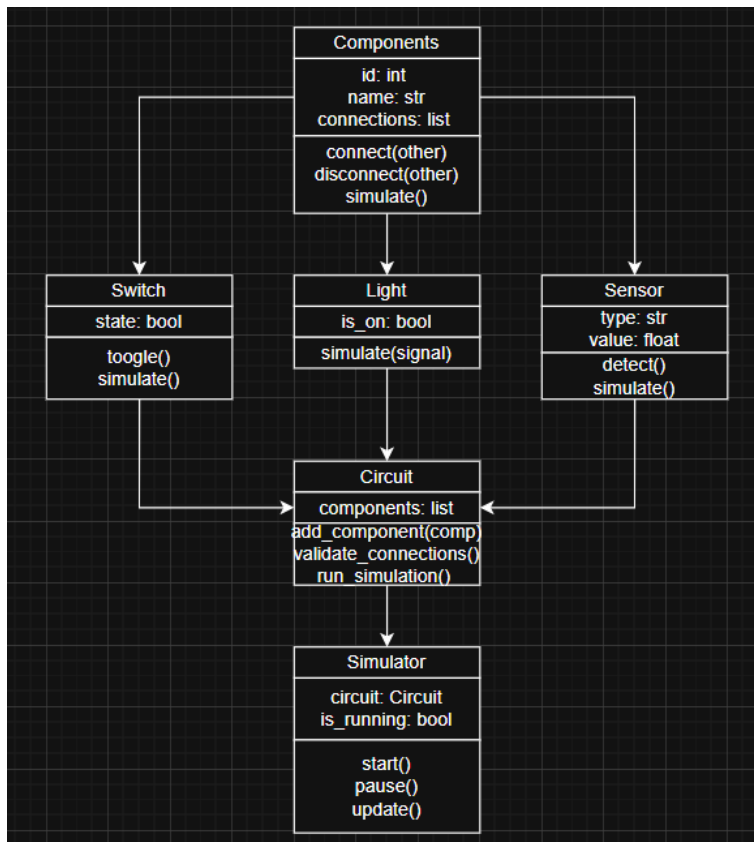 Components
id: int
name: str
connections: list
connect(other)
disconnect(other)
simulate()
Switch
state: bool
toogle()
simulate()
Light
is_on: bool
simulate(signal)
Sensor
type: str
value: float
detect()
simulate()
Circuit
components: list
add_component(comp)
validate_connections()
run_simulation()
Simulator
circuit: Circuit
is_running: bool
start()
pause()
update()